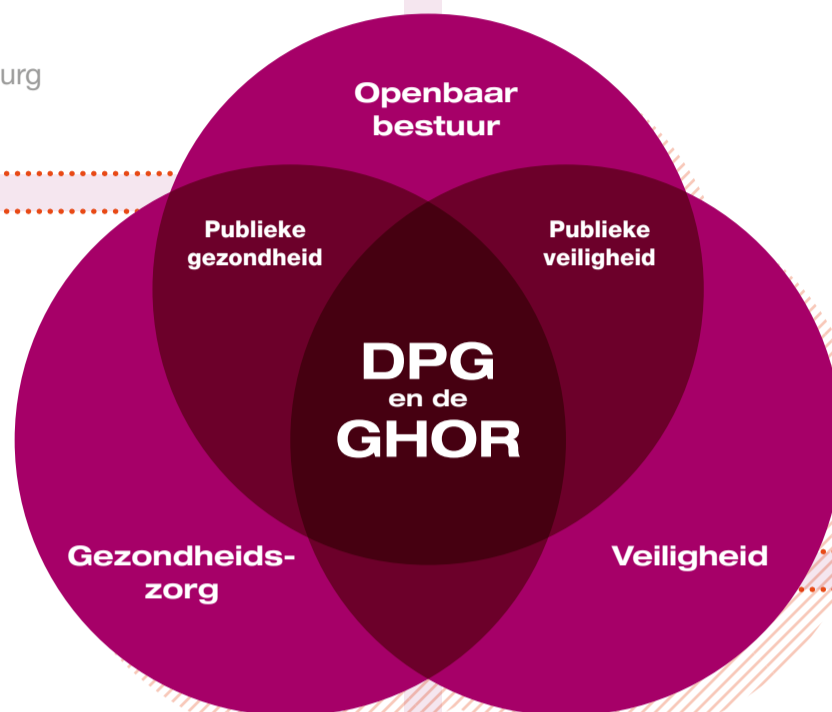 urg
Openbaar
bestuur
Publieke
gezondheid
Publieke
veiligheid
DPG
en de
GHOR
Gezondheids-
zorg
Veiligheid